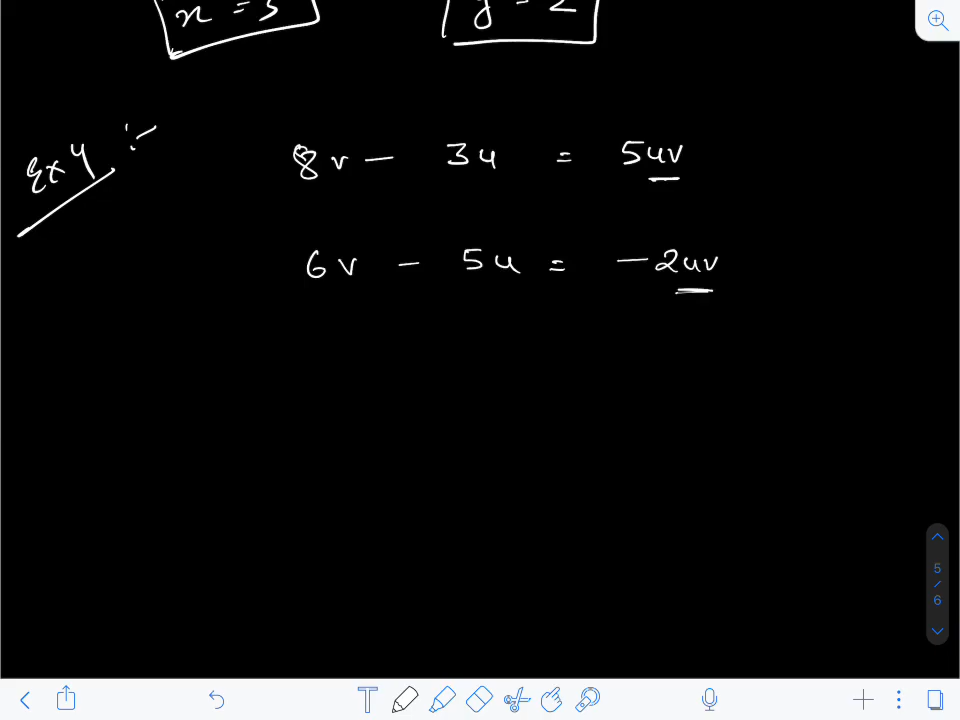 x = 3 y = 2
Ex 4 :-
8v - 3u = 5uv
6v - 5u = -2uv
5
/
6
T